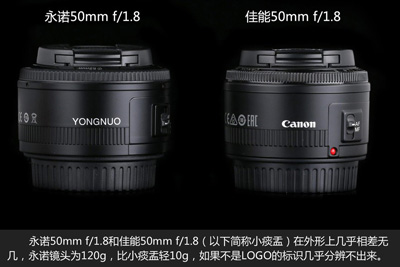 永诺50mm f/1.8
佳能50mm f/1.8
YONGNUO
Canon
AF
MF
永诺50mm f/1.8和佳能50mm f/1.8（以下简称小痰盂）在外形上几乎相差无
几，永诺镜头为120g，比小痰盂轻10g，如果不是LOGO的标识几乎分辨不出来。